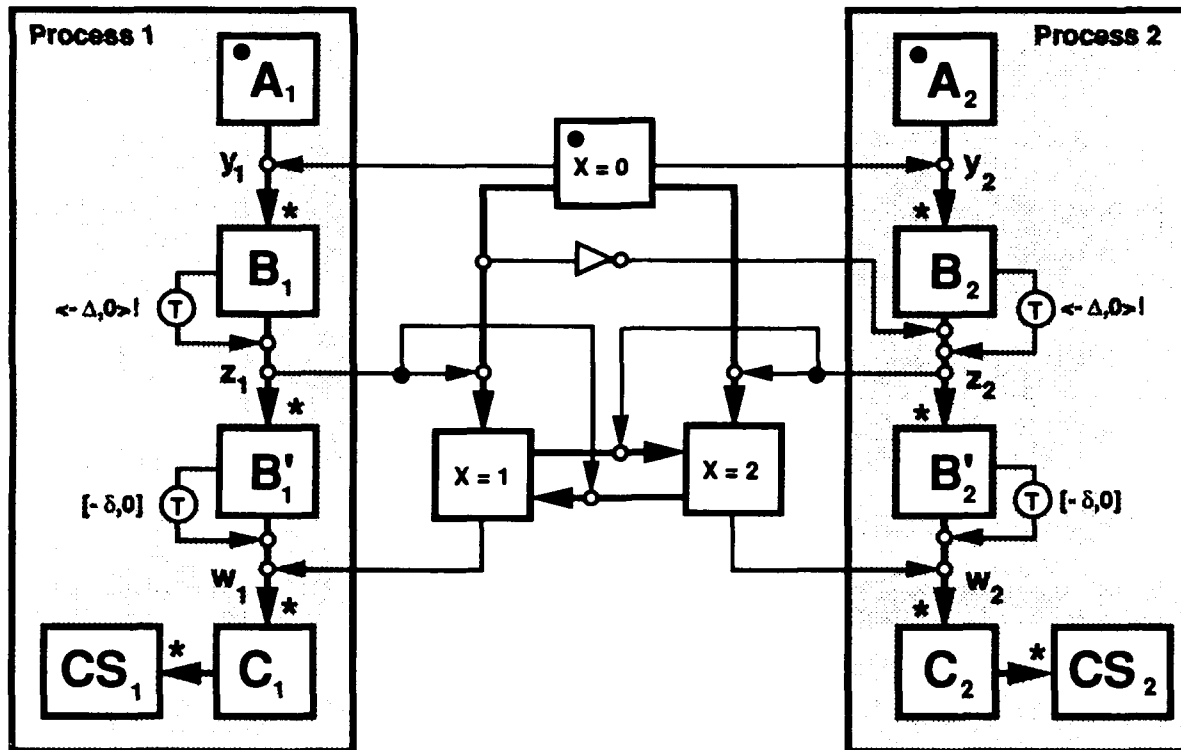 Process 1
Process 2
A₁
A₂
X = 0
y₁
y₂
*
*
B₁
B₂
T
<- Δ,0>!
T
<- Δ,0>!
z₁
z₂
*
*
B'₁
X = 1
X = 2
B'₂
T
[- δ,0]
T
[- δ,0]
w₁
w₂
*
*
CS₁
*
C₁
C₂
*
CS₂